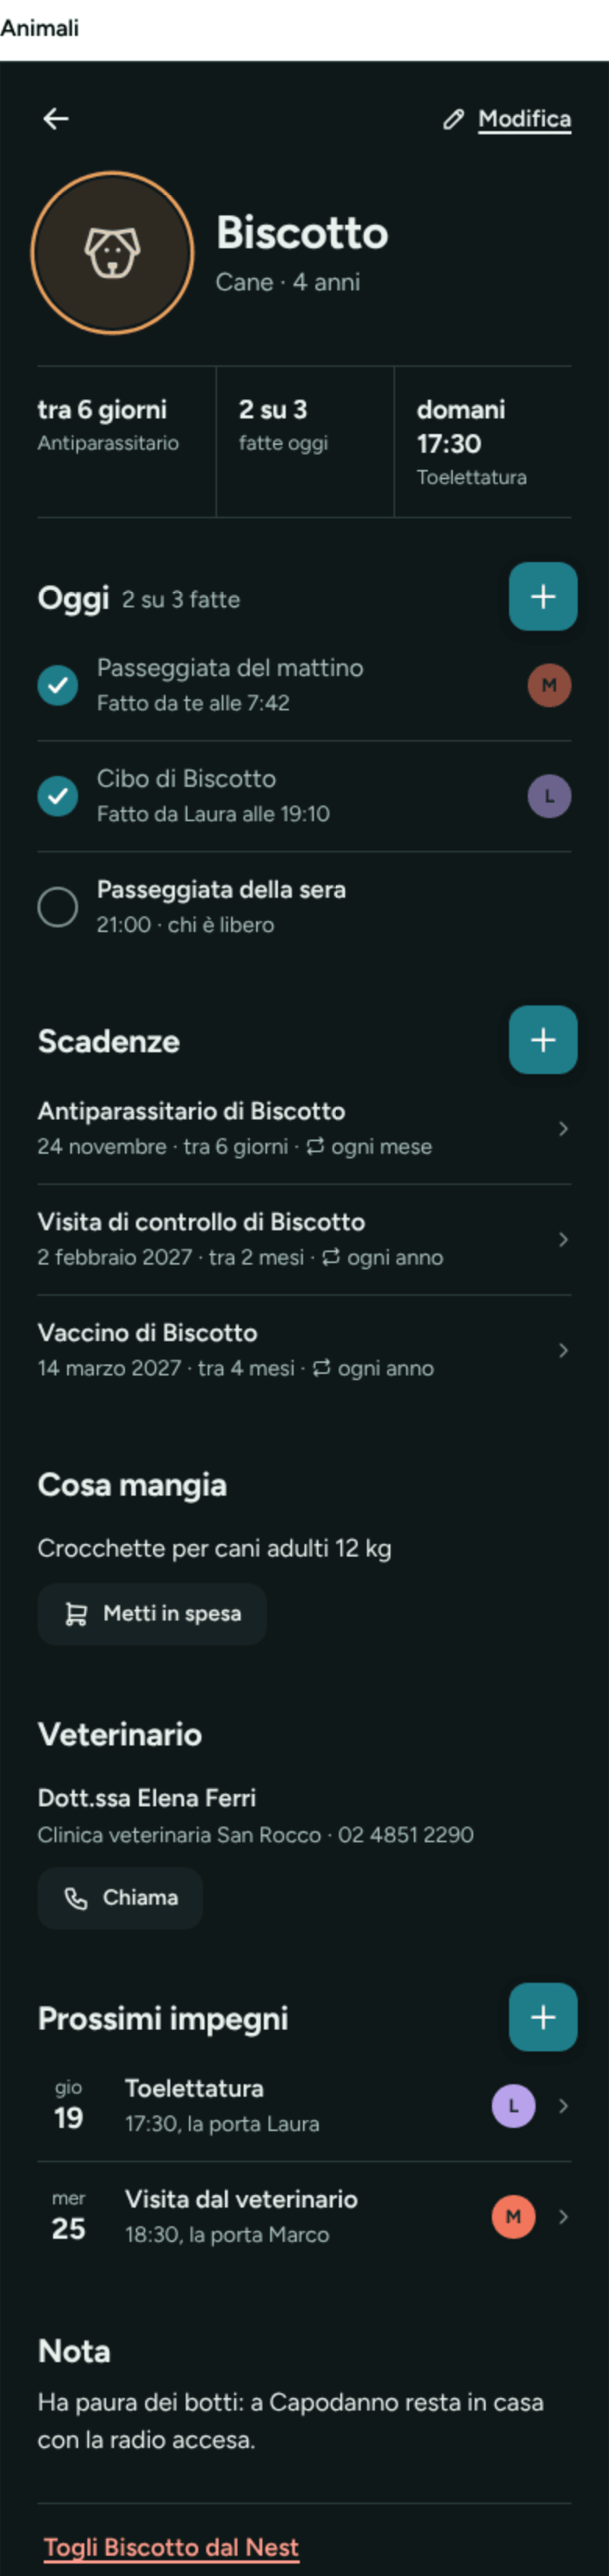 Animali
Modifica
Biscotto
Cane · 4 anni
tra 6 giorni
Antiparassitario
2 su 3
fatte oggi
domani
17:30
Toelettatura
Oggi 2 su 3 fatte
Passeggiata del mattino
Fatto da te alle 7:42
M
Cibo di Biscotto
Fatto da Laura alle 19:10
L
Passeggiata della sera
21:00 · chi è libero
Scadenze
Antiparassitario di Biscotto
24 novembre · tra 6 giorni · ogni mese
Visita di controllo di Biscotto
2 febbraio 2027 · tra 2 mesi · ogni anno
Vaccino di Biscotto
14 marzo 2027 · tra 4 mesi · ogni anno
Cosa mangia
Crocchette per cani adulti 12 kg
Metti in spesa
Veterinario
Dott.ssa Elena Ferri
Clinica veterinaria San Rocco · 02 4851 2290
Chiama
Prossimi impegni
gio
19
Toelettatura
17:30, la porta Laura
L
mer
25
Visita dal veterinario
18:30, la porta Marco
M
Nota
Ha paura dei botti: a Capodanno resta in casa
con la radio accesa.
Togli Biscotto dal Nest